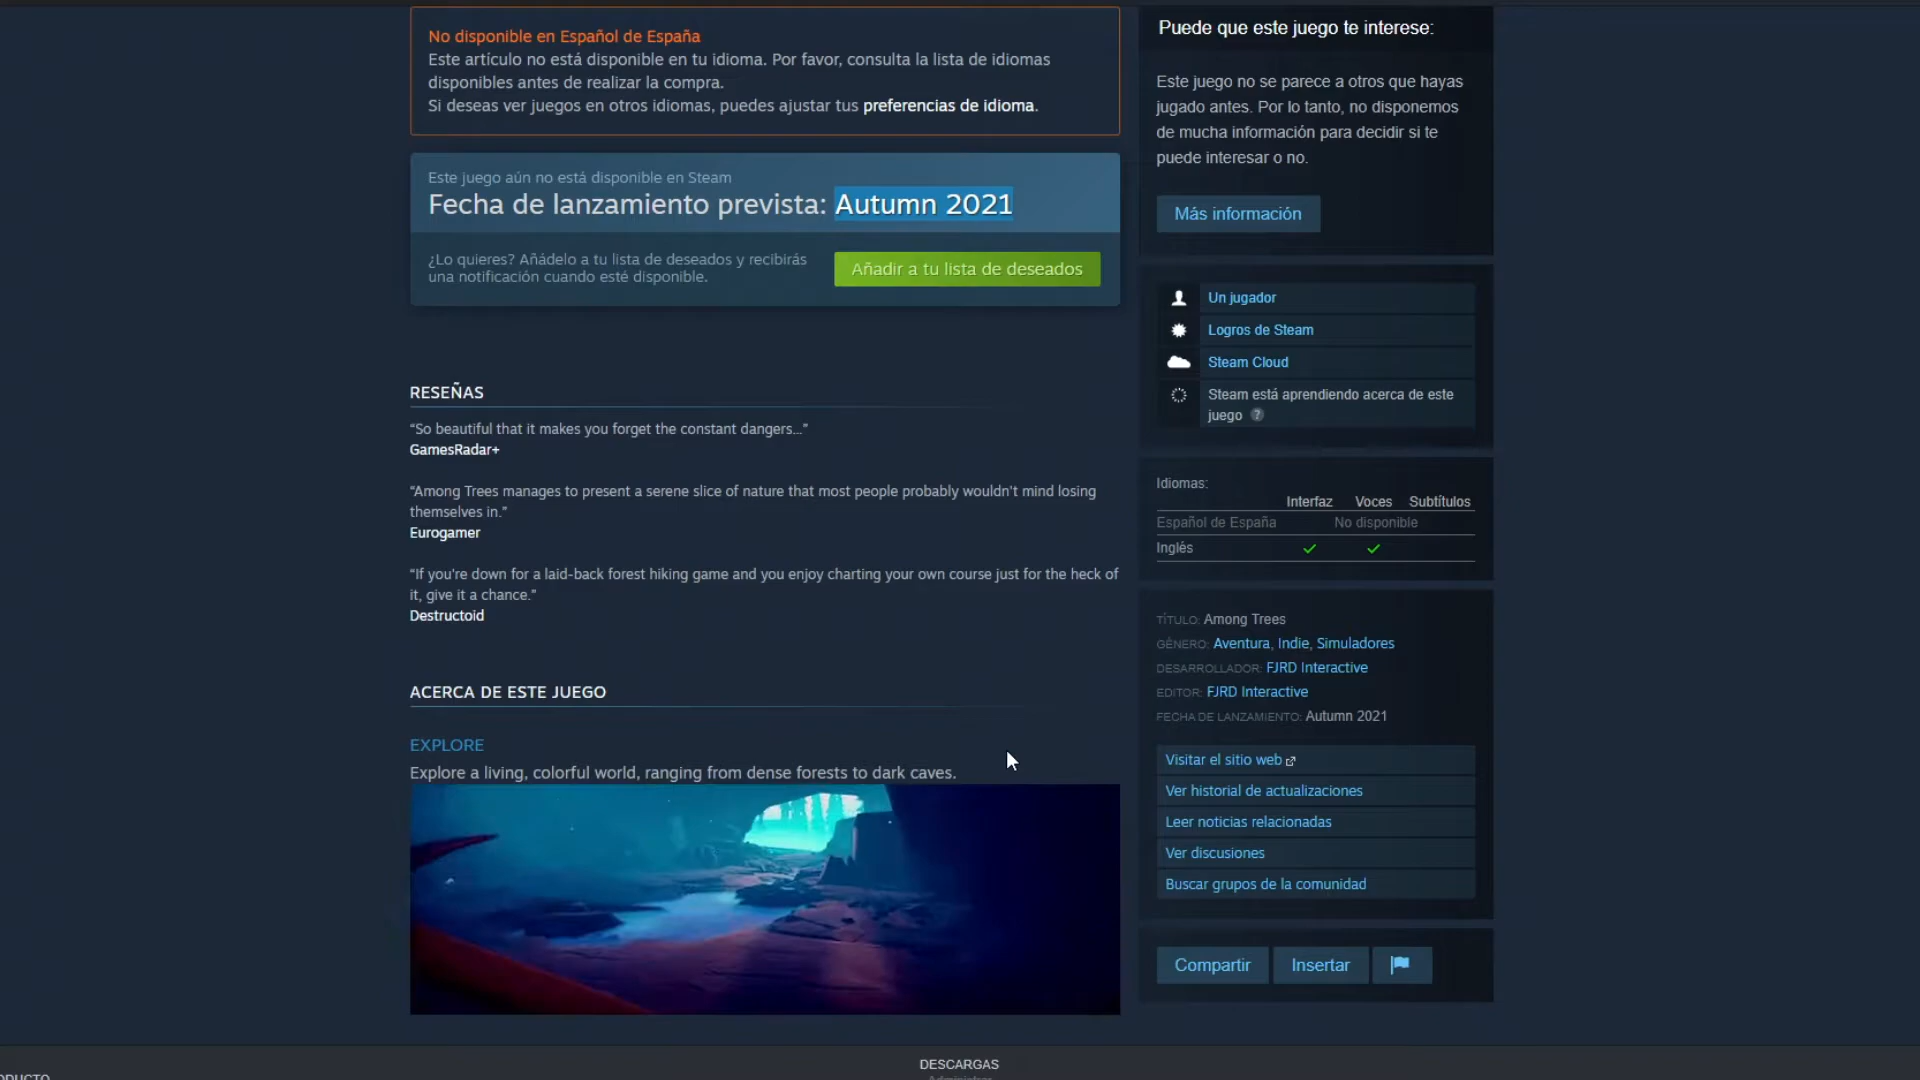 No disponible en Español de España
Este artículo no está disponible en tu idioma. Por favor, consulta la lista de idiomas
disponibles antes de realizar la compra.
Si deseas ver juegos en otros idiomas, puedes ajustar tus preferencias de idioma.
Este juego aún no está disponible en Steam
Fecha de lanzamiento prevista: Autumn 2021
¿Lo quieres? Añádelo a tu lista de deseados y recibirás
una notificación cuando esté disponible.
Añadir a tu lista de deseados
RESEÑAS
“So beautiful that it makes you forget the constant dangers...”
GamesRadar+
“Among Trees manages to present a serene slice of nature that most people probably wouldn't mind losing
themselves in.”
Eurogamer
“If you're down for a laid-back forest hiking game and you enjoy charting your own course just for the heck of
it, give it a chance.”
Destructoid
ACERCA DE ESTE JUEGO
EXPLORE
Explore a living, colorful world, ranging from dense forests to dark caves.
Puede que este juego te interese:
Este juego no se parece a otros que hayas
jugado antes. Por lo tanto, no disponemos
de mucha información para decidir si te
puede interesar o no.
Más información
Un jugador
Logros de Steam
Steam Cloud
Steam está aprendiendo acerca de este
juego ?
Idiomas:
Interfaz Voces Subtítulos
Español de España No disponible
Inglés
TÍTULO: Among Trees
GÉNERO: Aventura, Indie, Simuladores
DESARROLLADOR: FJRD Interactive
EDITOR: FJRD Interactive
FECHA DE LANZAMIENTO: Autumn 2021
Visitar el sitio web
Ver historial de actualizaciones
Leer noticias relacionadas
Ver discusiones
Buscar grupos de la comunidad
Compartir Insertar
DESCARGAS